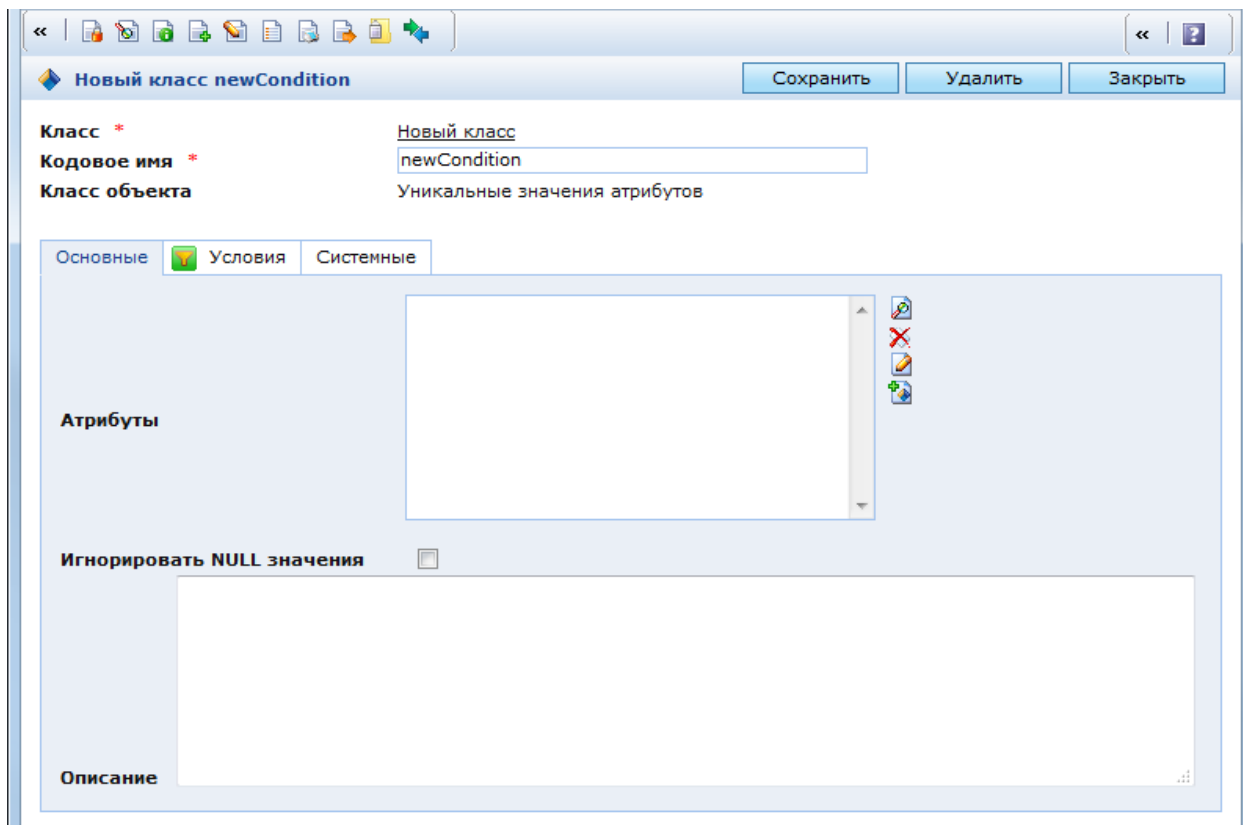 « «
?
Новый класс newCondition Сохранить Удалить Закрыть
Класс * Новый класс
Кодовое имя * newCondition
Класс объекта Уникальные значения атрибутов
Основные Условия Системные
Атрибуты
Игнорировать NULL значения
Описание